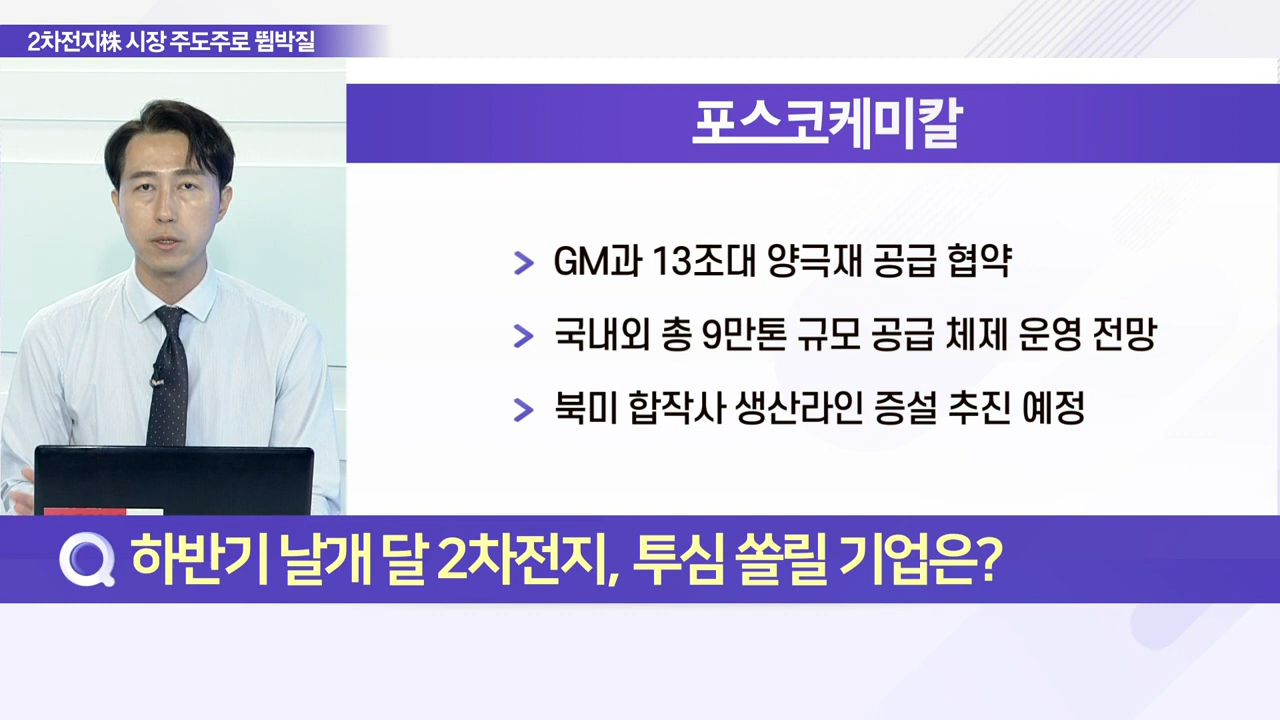 2차전지株 시장 주도주로 뜀박질
포스코케미칼
> GM과 13조대 양극재 공급 협약
> 국내외 총 9만톤 규모 공급 체제 운영 전망
> 북미 합작사 생산라인 증설 추진 예정
Q 하반기 날개 달 2차전지, 투심 쏠릴 기업은?